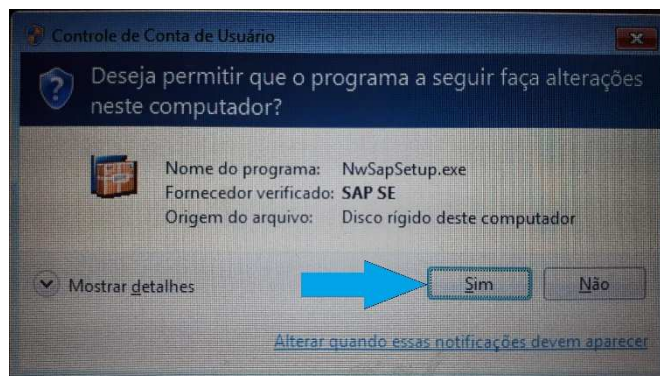 Controle de Conta de Usuário
Deseja permitir que o programa a seguir faça alterações
neste computador?
Nome do programa: NwSapSetup.exe
Fornecedor verificado: SAP SE
Origem do arquivo: Disco rígido deste computador
Mostrar detalhes
Sim
Não
Alterar quando essas notificações devem aparecer